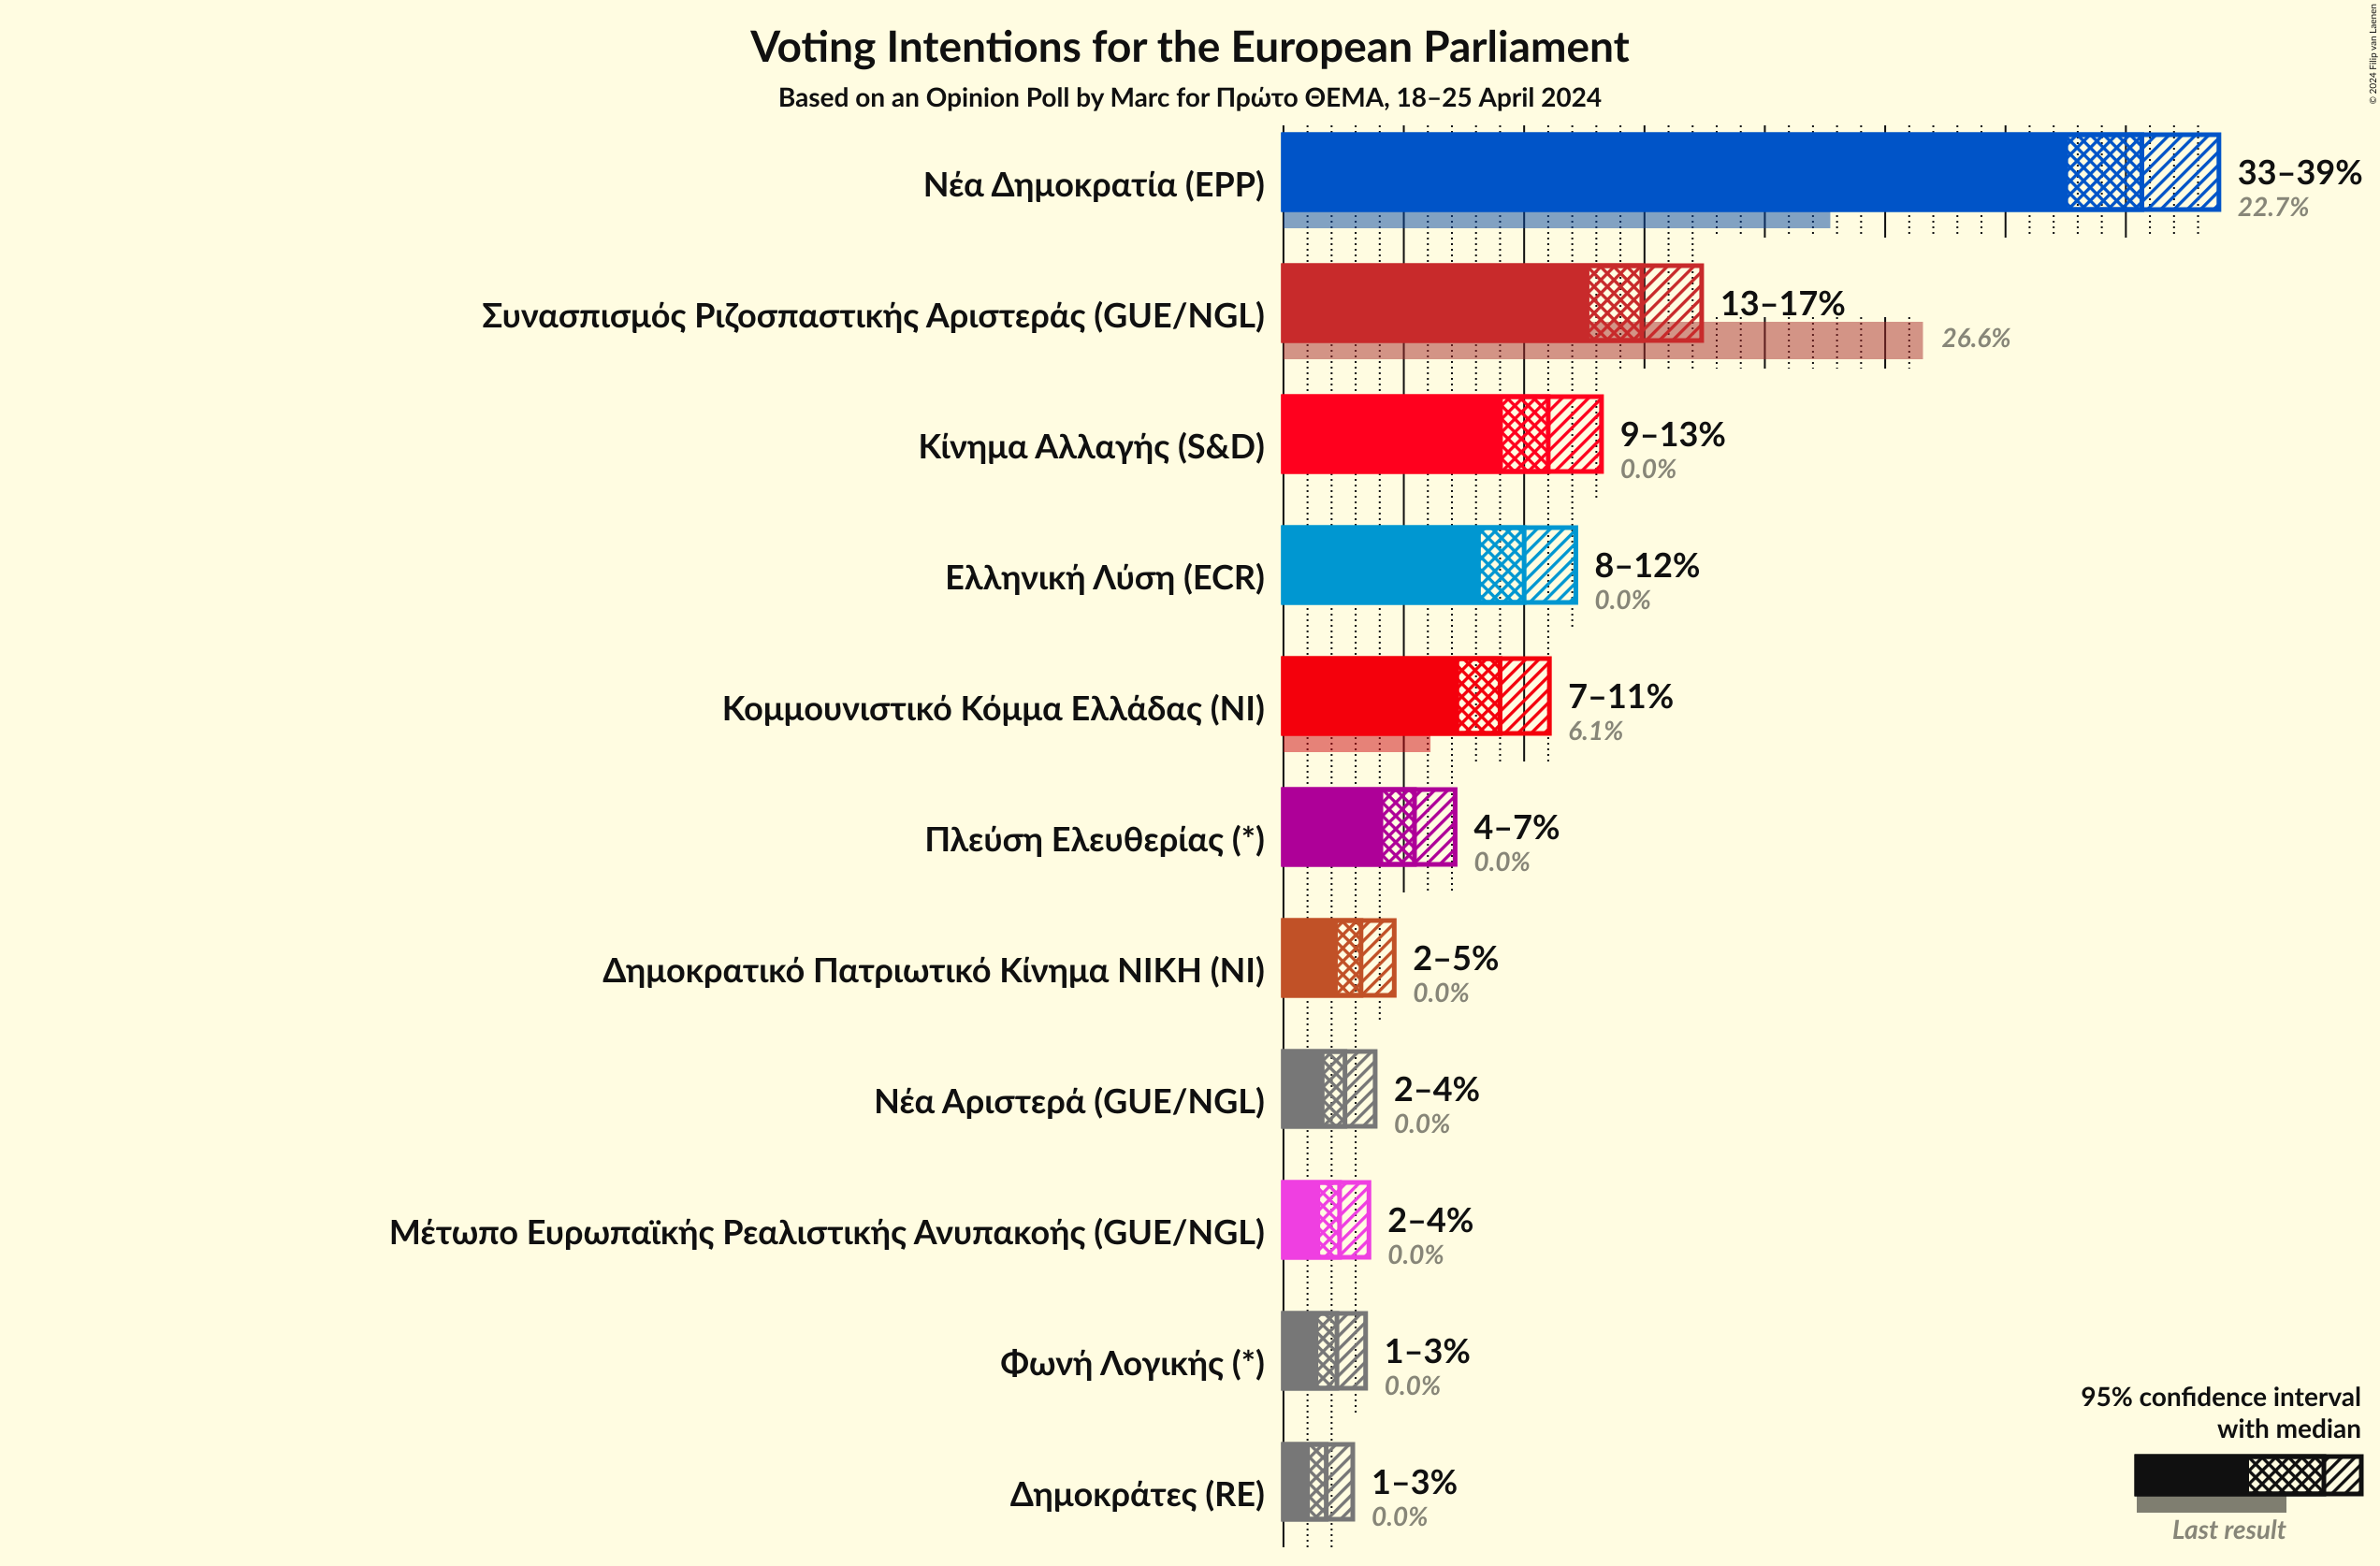 © 2024 Filip van Laenen
Voting Intentions for the European Parliament
Based on an Opinion Poll by Marc for Πρώτο ΘΕΜΑ, 18–25 April 2024
Νέα Δημοκρατία (EPP)
33–39%
22.7%
Συνασπισμός Ριζοσπαστικής Αριστεράς (GUE/NGL)
13–17%
26.6%
Κίνημα Αλλαγής (S&D)
9–13%
0.0%
Ελληνική Λύση (ECR)
8–12%
0.0%
Κομμουνιστικό Κόμμα Ελλάδας (NI)
7–11%
6.1%
Πλεύση Ελευθερίας (*)
4–7%
0.0%
Δημοκρατικό Πατριωτικό Κίνημα ΝΙΚΗ (NI)
2–5%
0.0%
Νέα Αριστερά (GUE/NGL)
2–4%
0.0%
Μέτωπο Ευρωπαϊκής Ρεαλιστικής Ανυπακοής (GUE/NGL)
2–4%
0.0%
Φωνή Λογικής (*)
1–3%
0.0%
Δημοκράτες (RE)
1–3%
0.0%
95% confidence interval
with median
Last result